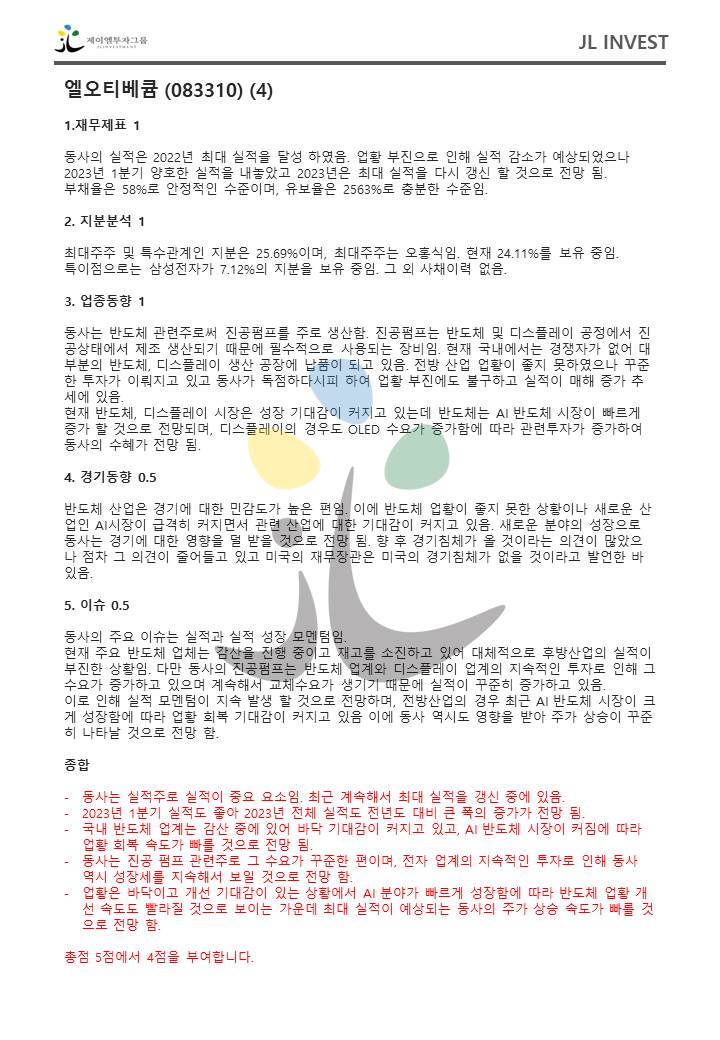 제이엘투자그룹
JL INVESTMENT
JL INVEST
엘오티베큠 (083310) (4)
1.재무제표 1
동사의 실적은 2022년 최대 실적을 달성 하였음. 업황 부진으로 인해 실적 감소가 예상되었으나
2023년 1분기 양호한 실적을 내놓았고 2023년은 최대 실적을 다시 갱신 할 것으로 전망 됨.
부채율은 58%로 안정적인 수준이며, 유보율은 2563%로 충분한 수준임.
2. 지분분석 1
최대주주 및 특수관계인 지분은 25.69%이며, 최대주주는 오흥식임. 현재 24.11%를 보유 중임.
특이점으로는 삼성전자가 7.12%의 지분을 보유 중임. 그 외 사채이력 없음.
3. 업종동향 1
동사는 반도체 관련주로써 진공펌프를 주로 생산함. 진공펌프는 반도체 및 디스플레이 공정에서 진
공상태에서 제조 생산되기 때문에 필수적으로 사용되는 장비임. 현재 국내에서는 경쟁자가 없어 대
부분의 반도체, 디스플레이 생산 공장에 납품이 되고 있음. 전방 산업 업황이 좋지 못하였으나 꾸준
한 투자가 이뤄지고 있고 동사가 독점하다시피 하여 업황 부진에도 불구하고 실적이 매해 증가 추
세에 있음.
현재 반도체, 디스플레이 시장은 성장 기대감이 커지고 있는데 반도체는 AI 반도체 시장이 빠르게
증가 할 것으로 전망되며, 디스플레이의 경우도 OLED 수요가 증가함에 따라 관련투자가 증가하여
동사의 수혜가 전망 됨.
4. 경기동향 0.5
반도체 산업은 경기에 대한 민감도가 높은 편임. 이에 반도체 업황이 좋지 못한 상황이나 새로운 산
업인 AI시장이 급격히 커지면서 관련 산업에 대한 기대감이 커지고 있음. 새로운 분야의 성장으로
동사는 경기에 대한 영향을 덜 받을 것으로 전망 됨. 향 후 경기침체가 올 것이라는 의견이 많았으
나 점차 그 의견이 줄어들고 있고 미국의 재무장관은 미국의 경기침체가 없을 것이라고 발언한 바
있음.
5. 이슈 0.5
동사의 주요 이슈는 실적과 실적 성장 모멘텀임.
현재 주요 반도체 업체는 감산을 진행 중이고 재고를 소진하고 있어 대체적으로 후방산업의 실적이
부진한 상황임. 다만 동사의 진공펌프는 반도체 업계와 디스플레이 업계의 지속적인 투자로 인해 그
수요가 증가하고 있으며 계속해서 교체수요가 생기기 때문에 실적이 꾸준히 증가하고 있음.
이로 인해 실적 모멘텀이 지속 발생 할 것으로 전망하며, 전방산업의 경우 최근 AI 반도체 시장이 크
게 성장함에 따라 업황 회복 기대감이 커지고 있음 이에 동사 역시도 영향을 받아 주가 상승이 꾸준
히 나타날 것으로 전망 함.
종합
- 동사는 실적주로 실적이 중요 요소임. 최근 계속해서 최대 실적을 갱신 중에 있음.
- 2023년 1분기 실적도 좋아 2023년 전체 실적도 전년도 대비 큰 폭의 증가가 전망 됨.
- 국내 반도체 업계는 감산 중에 있어 바닥 기대감이 커지고 있고, AI 반도체 시장이 커짐에 따라
업황 회복 속도가 빠를 것으로 전망 됨.
- 동사는 진공 펌프 관련주로 그 수요가 꾸준한 편이며, 전자 업계의 지속적인 투자로 인해 동사
역시 성장세를 지속해서 보일 것으로 전망 함.
- 업황은 바닥이고 개선 기대감이 있는 상황에서 AI 분야가 빠르게 성장함에 따라 반도체 업황 개
선 속도도 빨라질 것으로 보이는 가운데 최대 실적이 예상되는 동사의 주가 상승 속도가 빠를 것
으로 전망 함.
총점 5점에서 4점을 부여합니다.